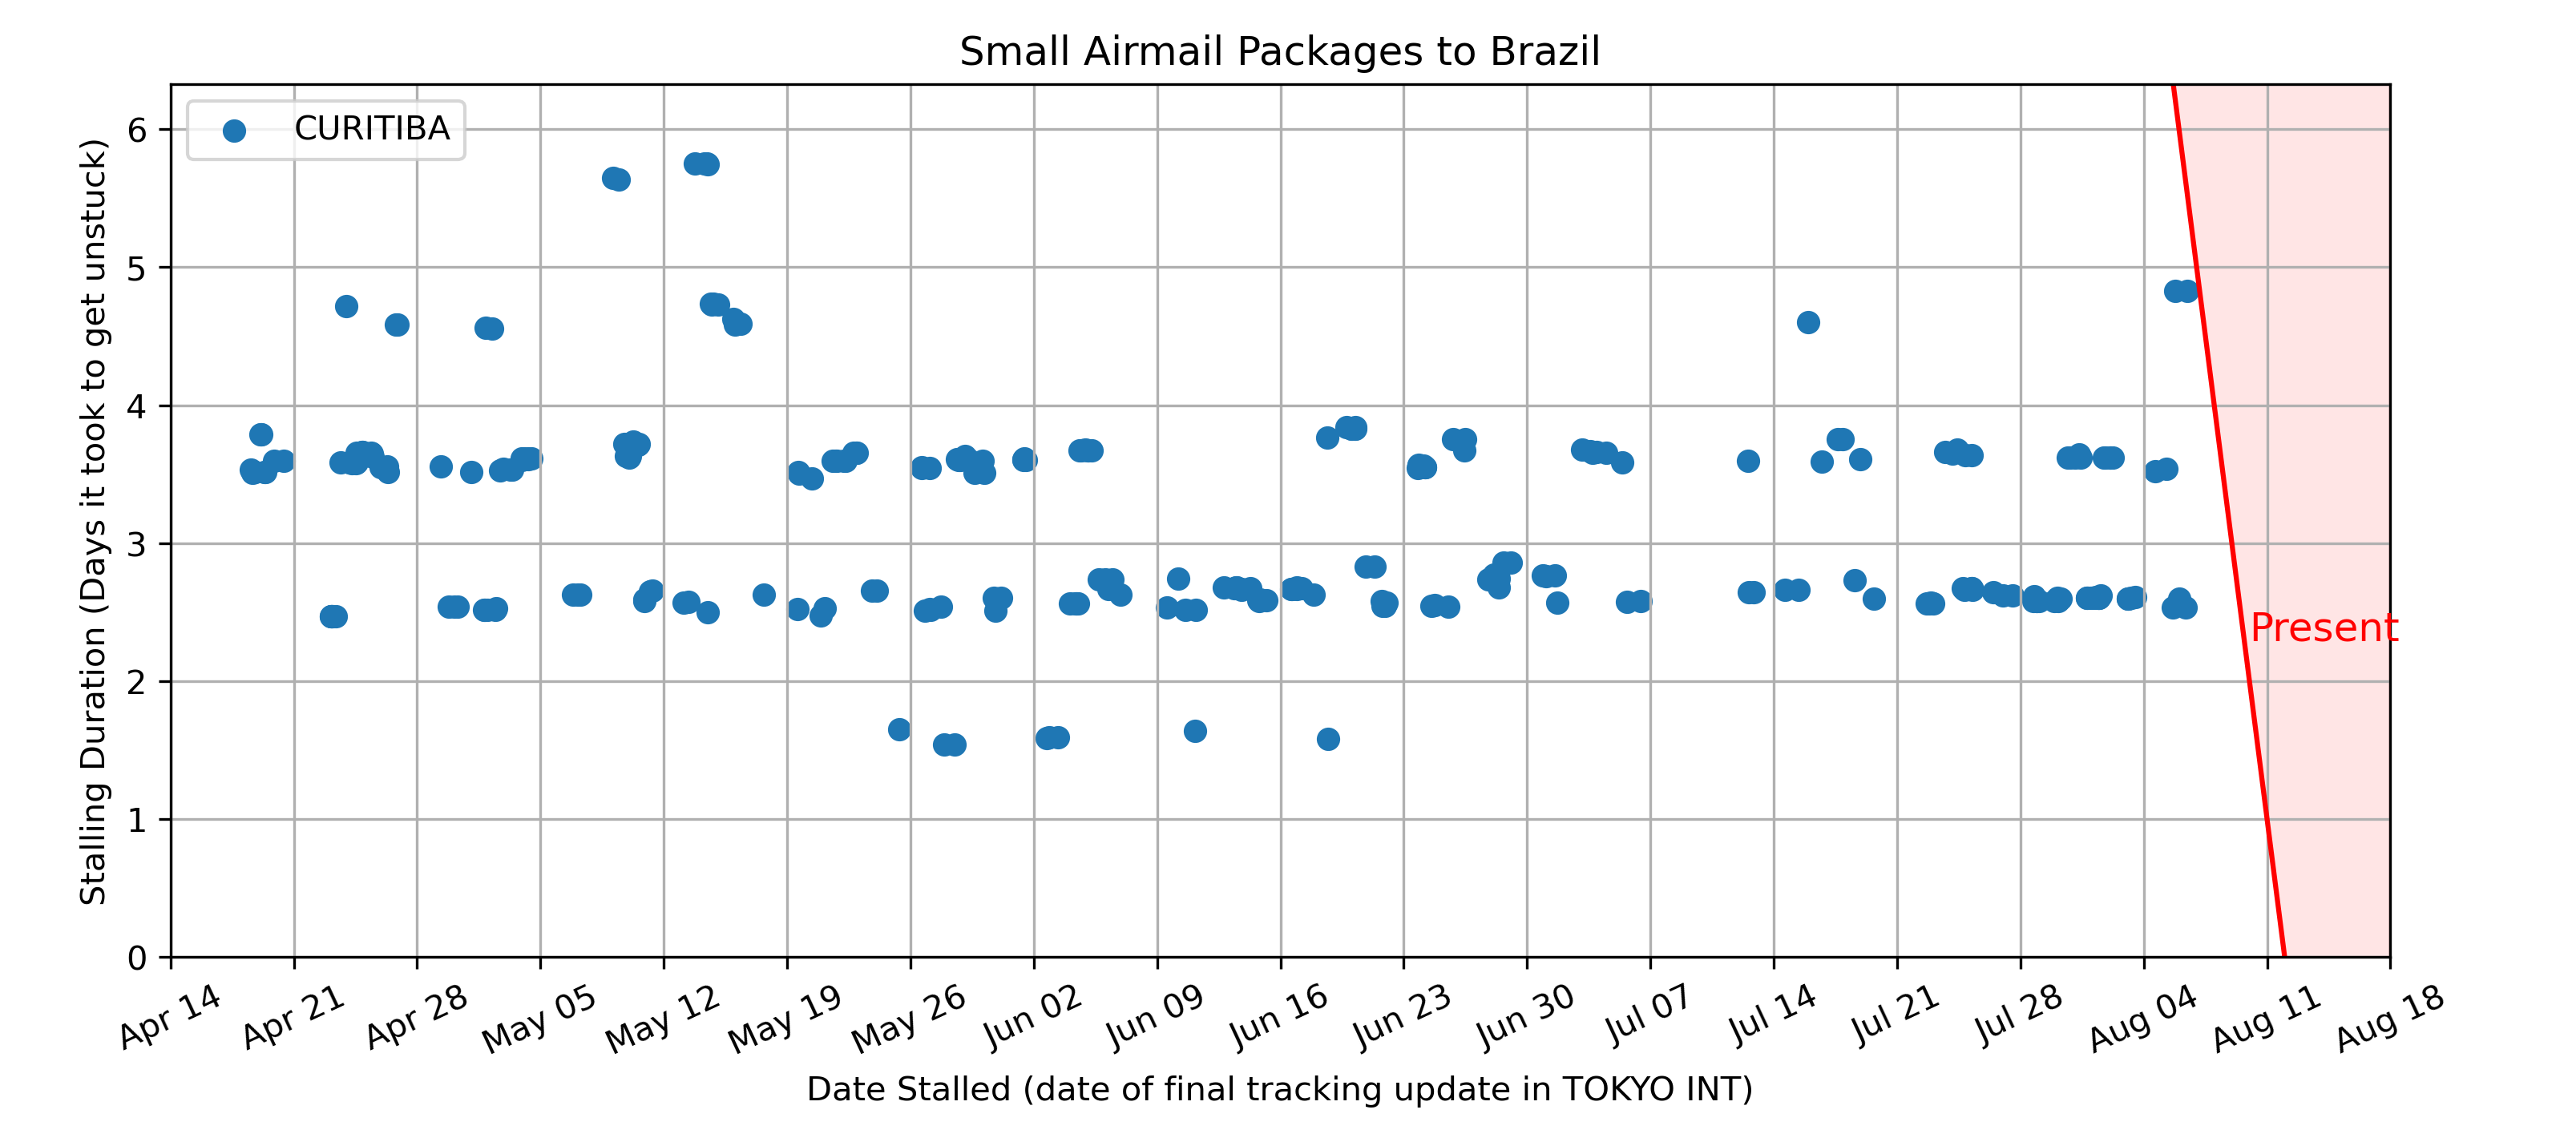 Small Airmail Packages to Brazil
CURITIBA
Stalling Duration (Days it took to get unstuck)
6
5
4
3
2
1
0
Present
Apr 14
Apr 21
Apr 28
May 05
May 12
May 19
May 26
Jun 02
Jun 09
Jun 16
Jun 23
Jun 30
Jul 07
Jul 14
Jul 21
Jul 28
Aug 04
Aug 11
Aug 18
Date Stalled (date of final tracking update in TOKYO INT)